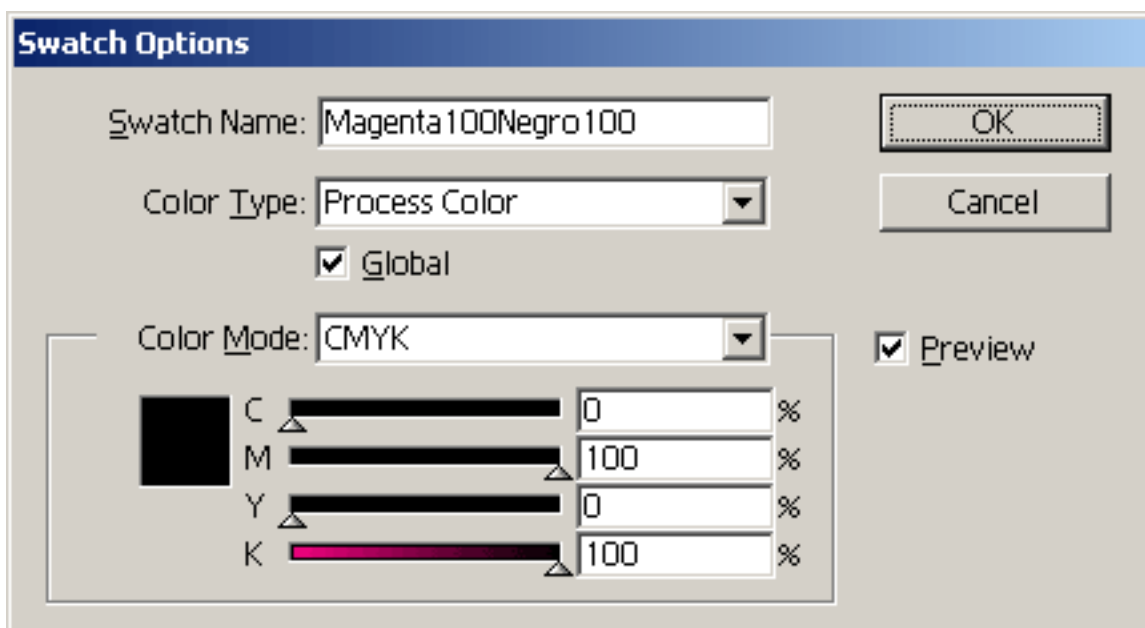 Swatch Options
Swatch Name: Magenta100Negro100
OK
Color Type: Process Color
Cancel
Global
Color Mode: CMYK
Preview
C 0 %
M 100 %
Y 0 %
K 100 %